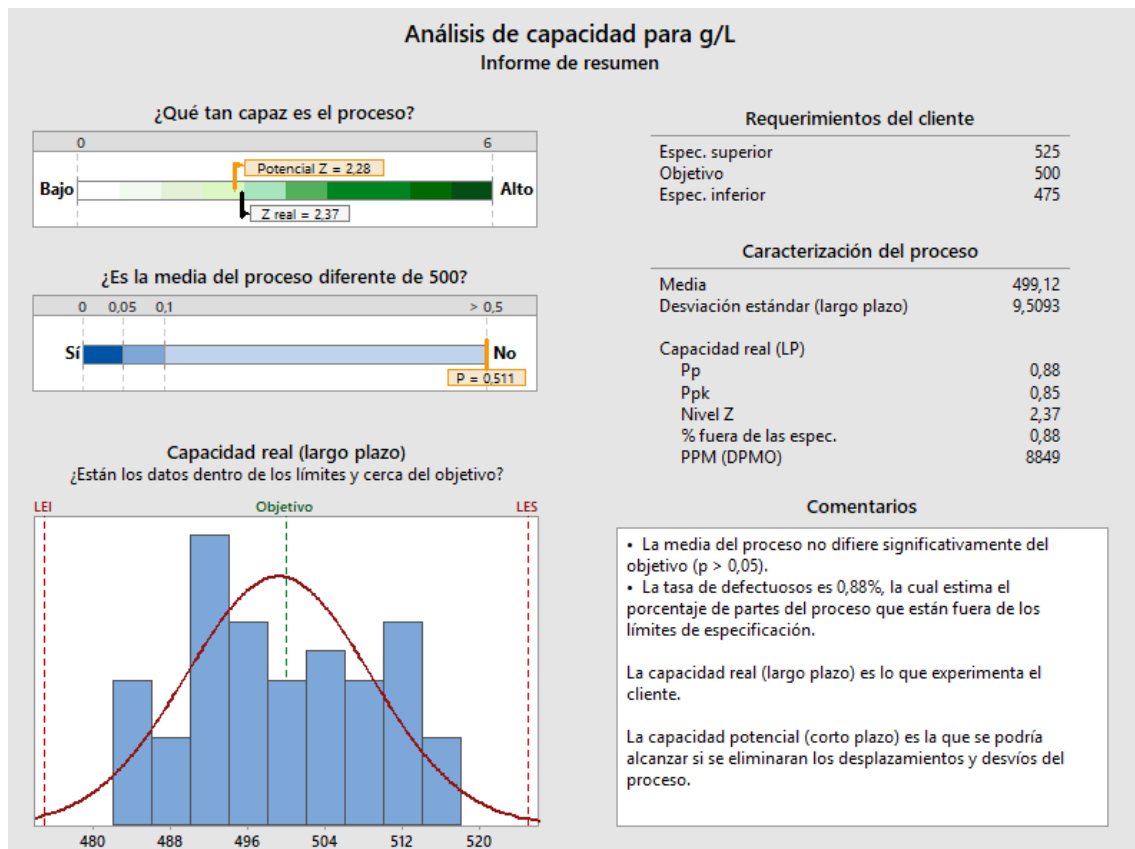 Análisis de capacidad para g/L
Informe de resumen
¿Qué tan capaz es el proceso?
0 6
Potencial Z = 2,28
Bajo Alto
Z real = 2,37
¿Es la media del proceso diferente de 500?
0 0,05 0,1 > 0,5
Sí No
P = 0,511
Capacidad real (largo plazo)
¿Están los datos dentro de los límites y cerca del objetivo?
LEI Objetivo LES
480 488 496 504 512 520
Requerimientos del cliente
Espec. superior 525
Objetivo 500
Espec. inferior 475
Caracterización del proceso
Media 499,12
Desviación estándar (largo plazo) 9,5093
Capacidad real (LP)
Pp 0,88
Ppk 0,85
Nivel Z 2,37
% fuera de las espec. 0,88
PPM (DPMO) 8849
Comentarios
• La media del proceso no difiere significativamente del
objetivo (p > 0,05).
• La tasa de defectuosos es 0,88%, la cual estima el
porcentaje de partes del proceso que están fuera de los
límites de especificación.
La capacidad real (largo plazo) es lo que experimenta el
cliente.
La capacidad potencial (corto plazo) es la que se podría
alcanzar si se eliminaran los desplazamientos y desvíos del
proceso.